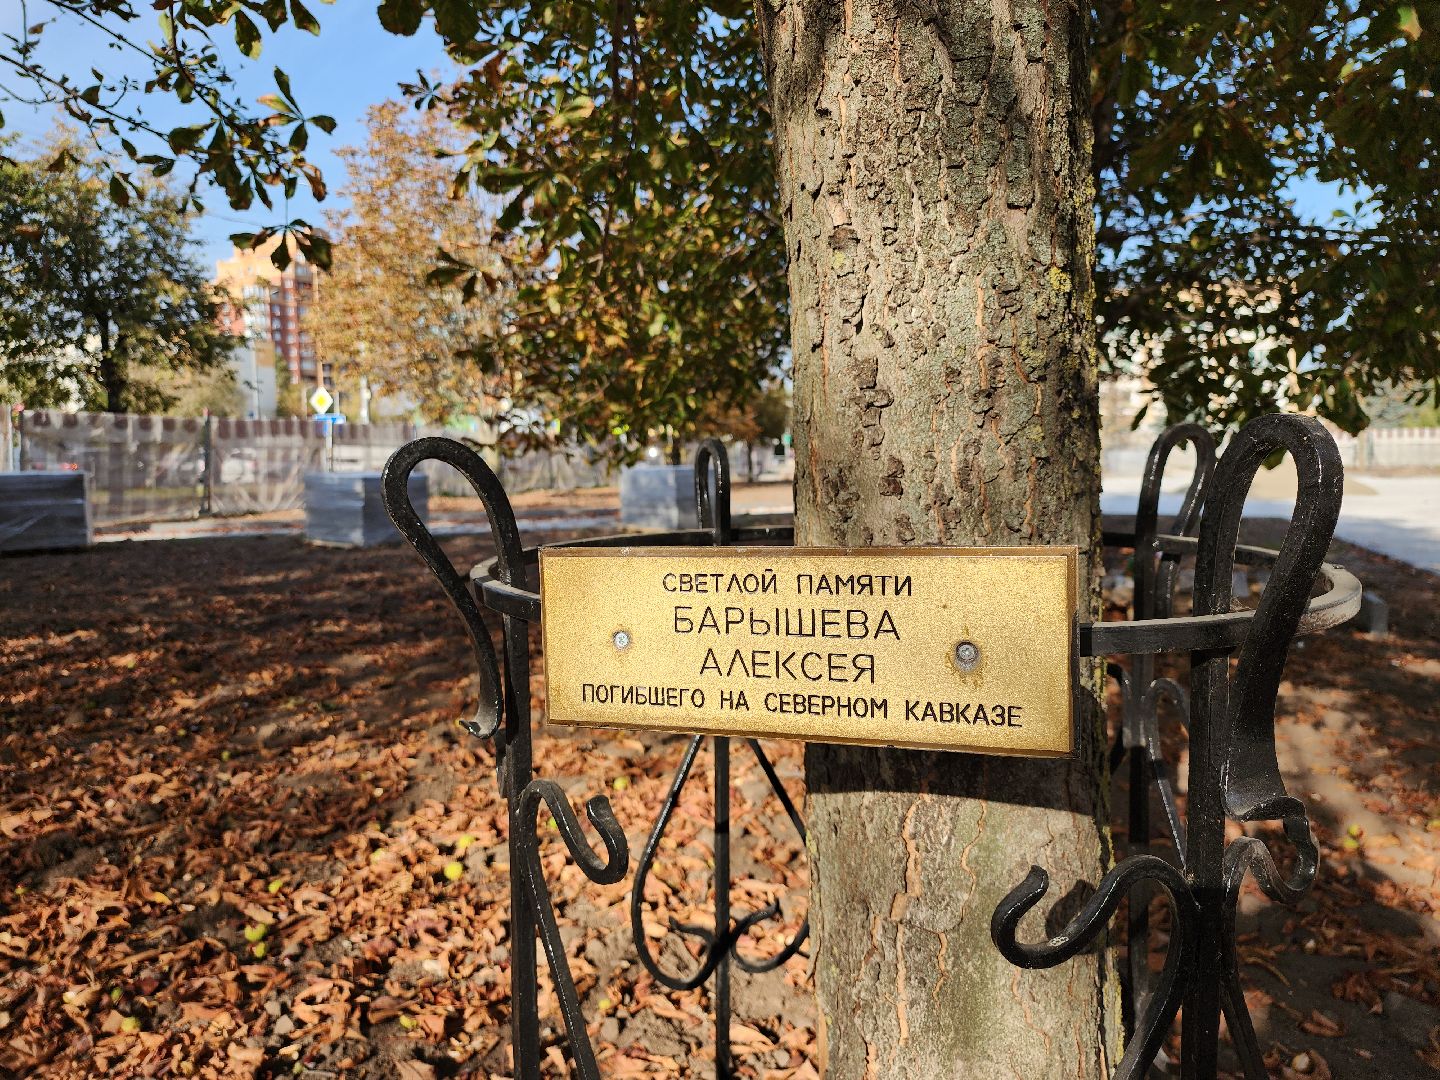 СВЕТЛОЙ ПАМЯТИ
БАРЫШЕВА
АЛЕКСЕЯ
ПОГИБШЕГО НА СЕВЕРНОМ КАВКАЗЕ